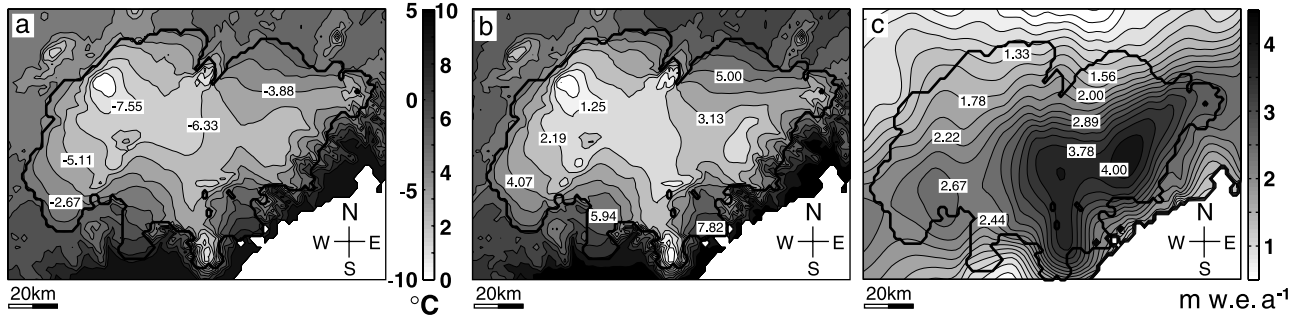 a
-7.55
-3.88
-6.33
-5.11
-2.67
N
W E
S
20km
5
0
-5
-10
°C
10
8
6
4
2
0
b
5.00
1.25
3.13
2.19
4.07
5.94
7.82
N
W E
S
20km
c
1.33
1.56
1.78
2.00
2.89
2.22
3.78
4.00
2.67
2.44
N
W E
S
20km
4
3
2
1
m w.e. a-1